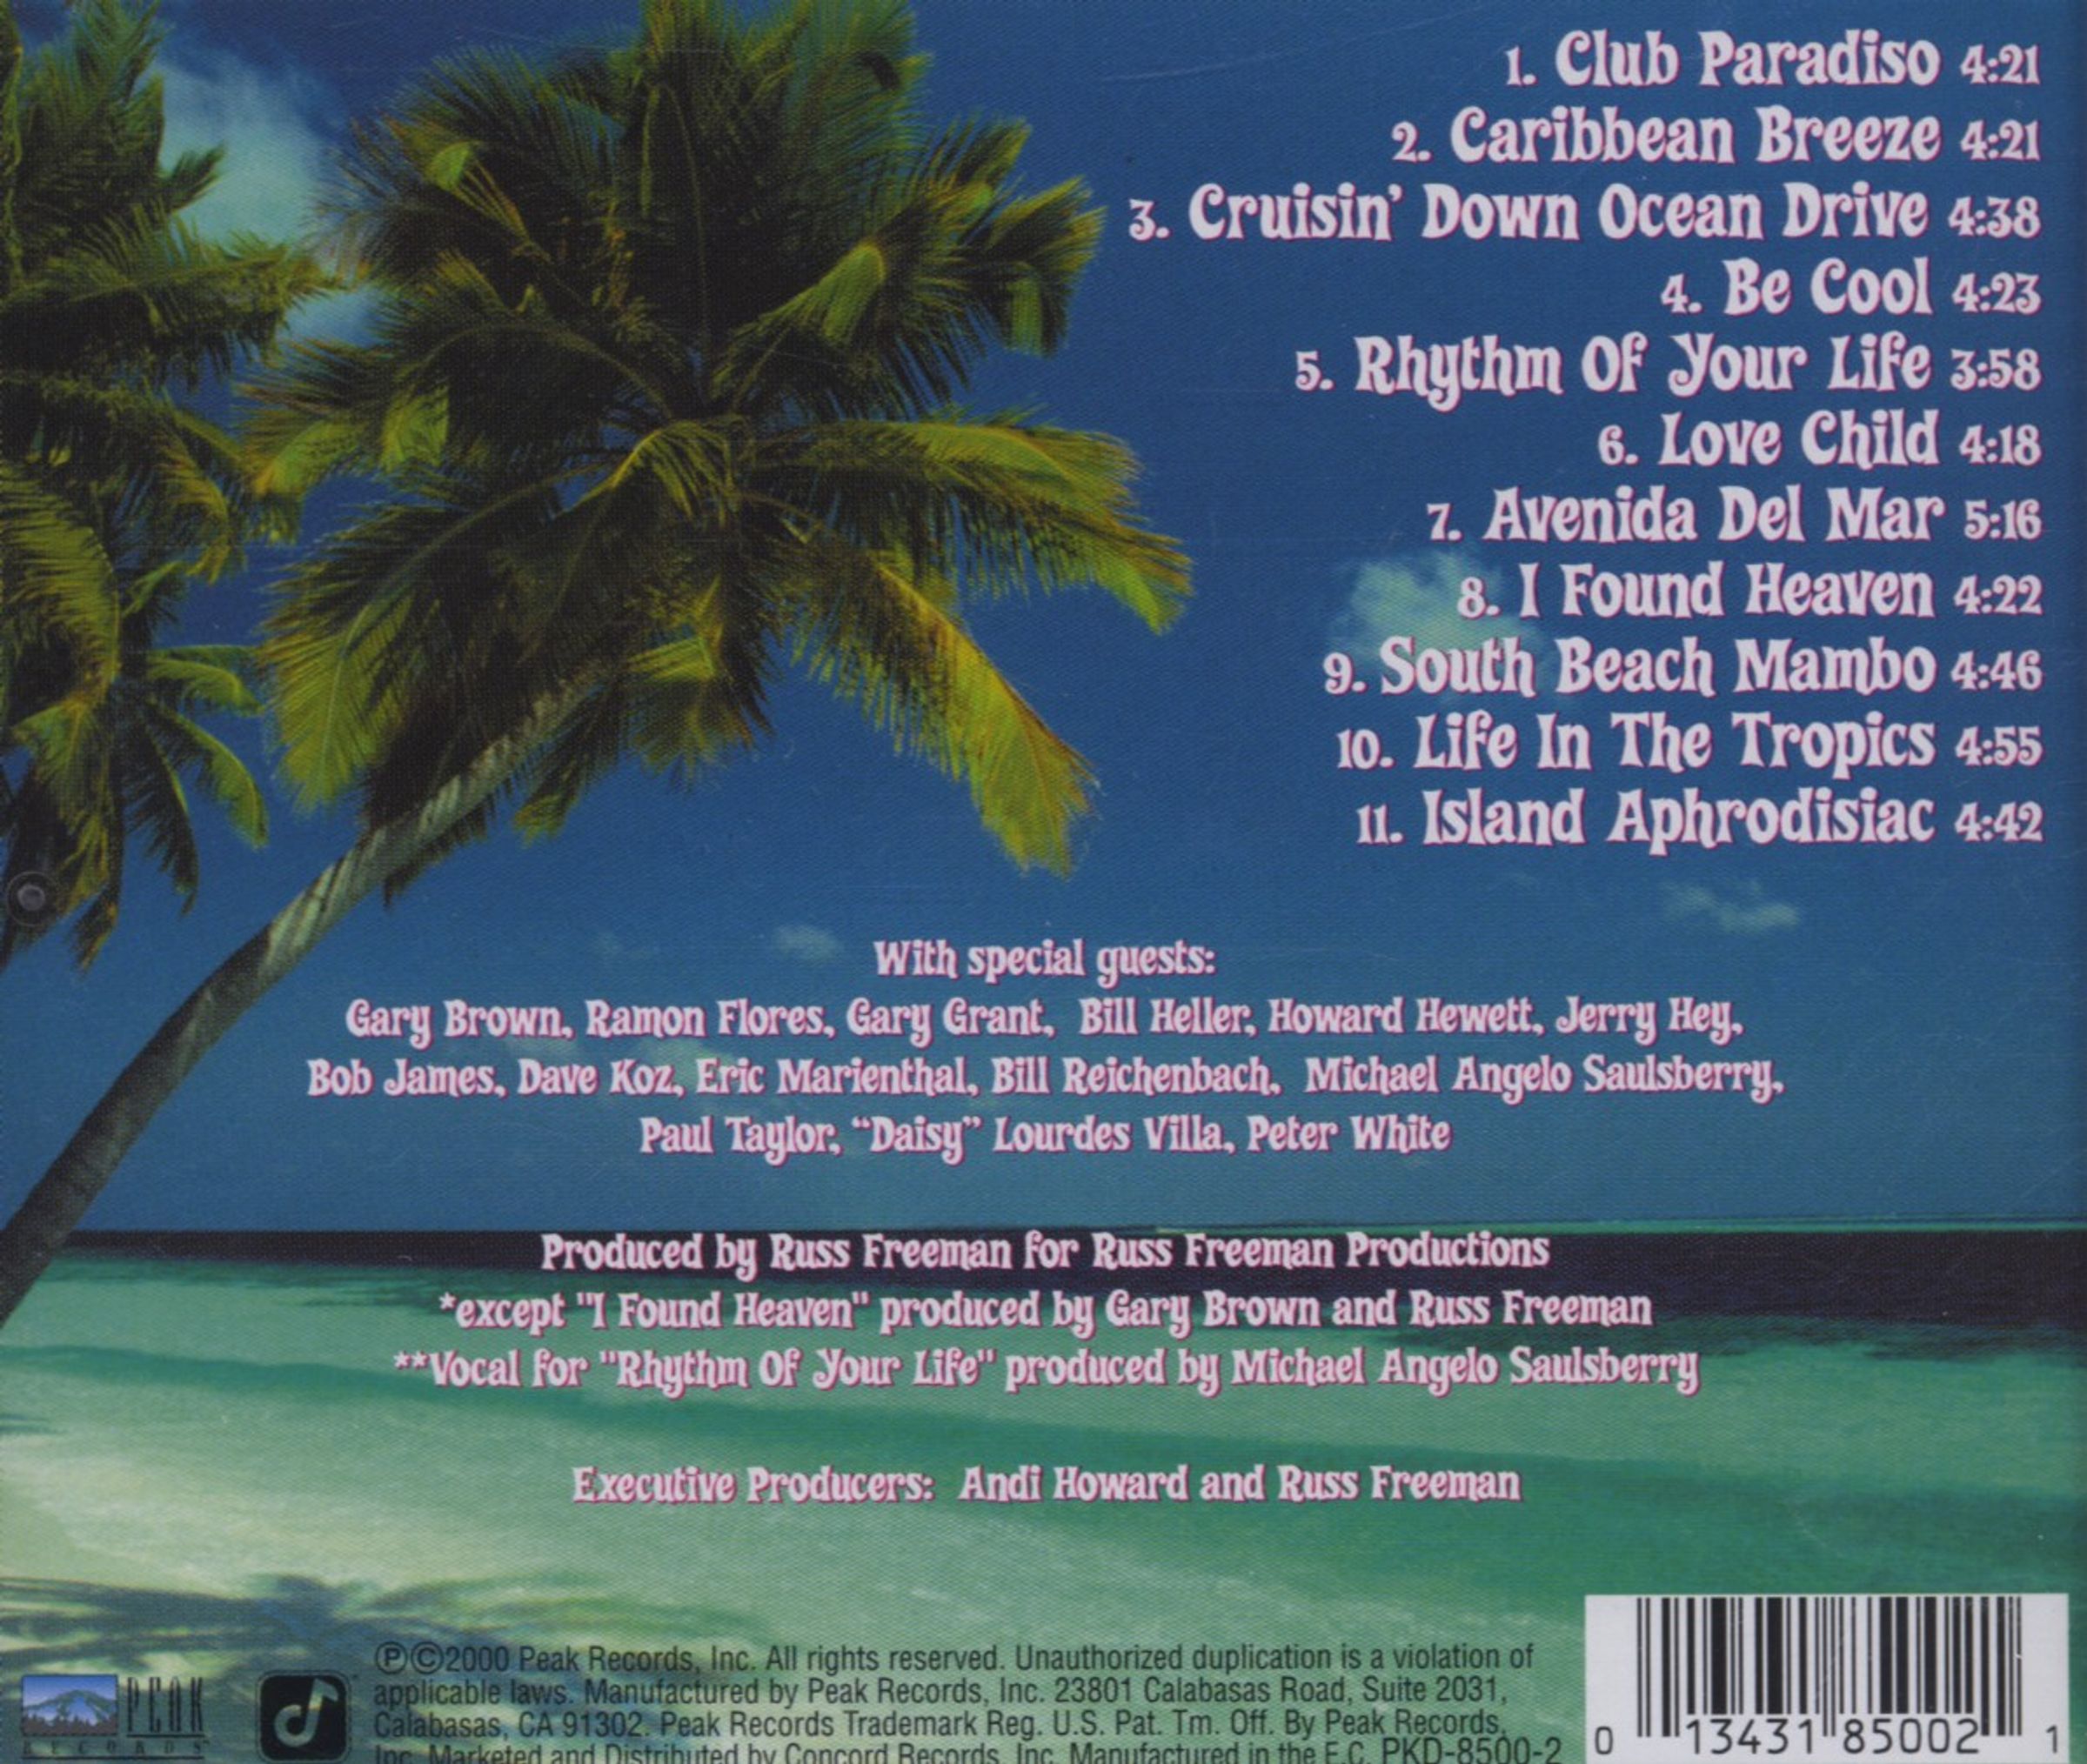 1. Club Paradiso 4:21
2. Caribbean Breeze 4:21
3. Cruisin' Down Ocean Drive 4:38
4. Be Cool 4:23
5. Rhythm Of Your Life 3:58
6. Love Child 4:18
7. Avenida Del Mar 5:16
8. I Found Heaven 4:22
9. South Beach Mambo 4:46
10. Life In The Tropics 4:55
11. Island Aphrodisiac 4:42
With special guests:
Gary Brown, Ramon Flores, Gary Grant, Bill Heller, Howard Hewett, Jerry Hey,
Bob James, Dave Koz, Eric Marienthal, Bill Reichenbach, Michael Angelo Saulsberry,
Paul Taylor, “Daisy” Lourdes Villa, Peter White
Produced by Russ Freeman for Russ Freeman Productions
*except "I Found Heaven" produced by Gary Brown and Russ Freeman
**Vocal for "Rhythm Of Your Life" produced by Michael Angelo Saulsberry
Executive Producers: Andi Howard and Russ Freeman
PEAK
RECORDS
℗©2000 Peak Records, Inc. All rights reserved. Unauthorized duplication is a violation of
applicable laws. Manufactured by Peak Records, Inc. 23801 Calabasas Road, Suite 2031,
Calabasas, CA 91302. Peak Records Trademark Reg. U.S. Pat. Tm. Off. By Peak Records,
Inc. Marketed and Distributed by Concord Records, Inc. Manufactured in the E.C. PKD-8500-2
0 13431 85002 1